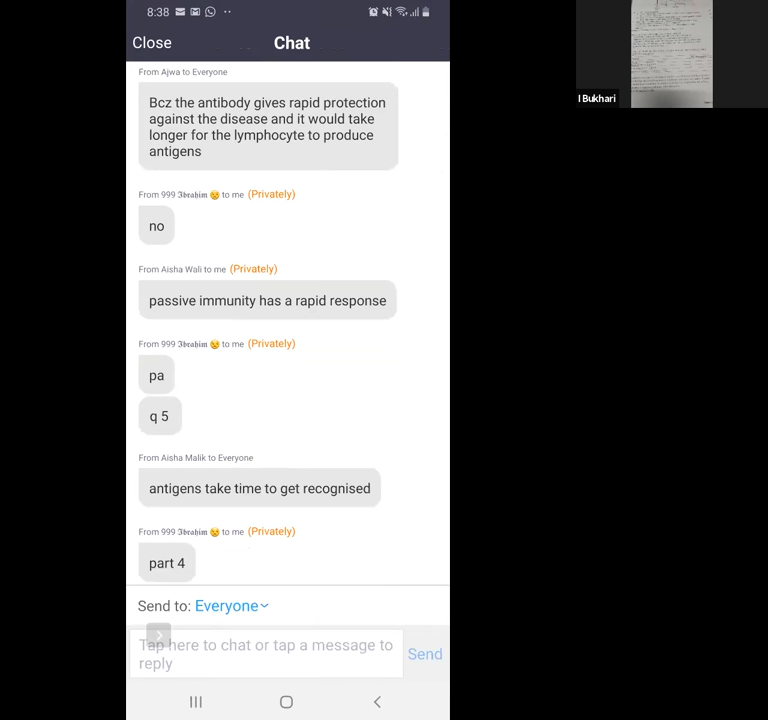 8:38
Close
Chat
From Ajwa to Everyone
Bcz the antibody gives rapid protection
against the disease and it would take
longer for the lymphocyte to produce
antigens
From 999 𝕴𝖇𝖗𝖆𝖍𝖎𝖒 😒 to me (Privately)
no
From Aisha Wali to me (Privately)
passive immunity has a rapid response
From 999 𝕴𝖇𝖗𝖆𝖍𝖎𝖒 😒 to me (Privately)
pa
q 5
From Aisha Malik to Everyone
antigens take time to get recognised
From 999 𝕴𝖇𝖗𝖆𝖍𝖎𝖒 😒 to me (Privately)
part 4
Send to: Everyone
Tap here to chat or tap a message to
reply
Send
I Bukhari